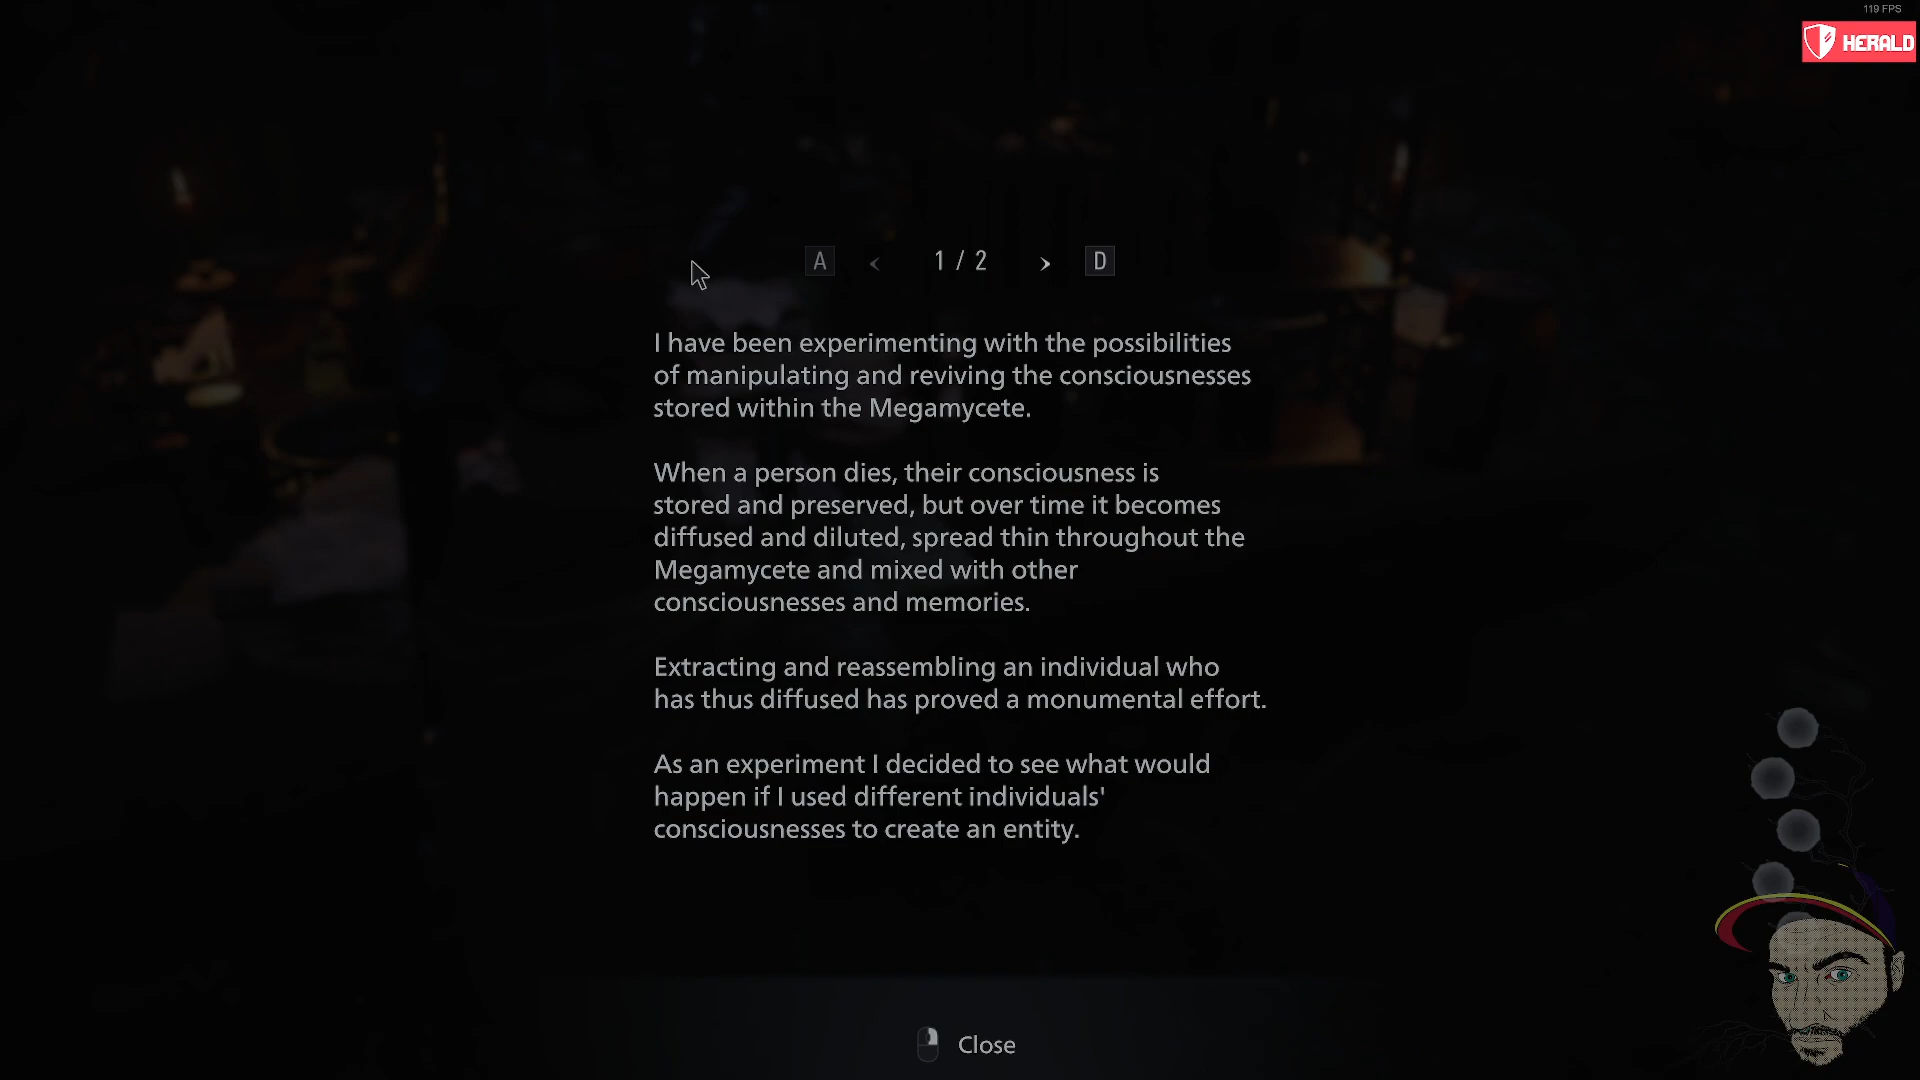 119 FPS
HERALD
A < 1 / 2 > D
I have been experimenting with the possibilities
of manipulating and reviving the consciousnesses
stored within the Megamycete.
When a person dies, their consciousness is
stored and preserved, but over time it becomes
diffused and diluted, spread thin throughout the
Megamycete and mixed with other
consciousnesses and memories.
Extracting and reassembling an individual who
has thus diffused has proved a monumental effort.
As an experiment I decided to see what would
happen if I used different individuals'
consciousnesses to create an entity.
Close